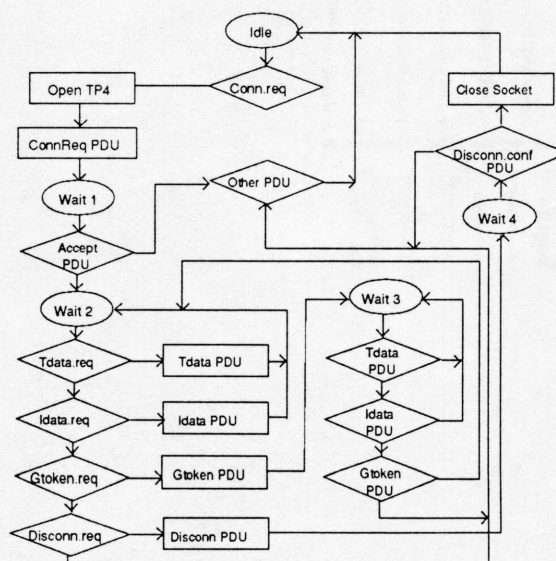 Idle
Conn.req
Open TP4
Close Socket
ConnReq PDU
Disconn.conf
PDU
Other PDU
Wait 1
Wait 4
Accept
PDU
Wait 2
Wait 3
Tdata.req
Tdata PDU
Tdata
PDU
Idata.req
Idata PDU
Idata
PDU
Gtoken.req
Gtoken PDU
Gtoken
PDU
Disconn.req
Disconn PDU